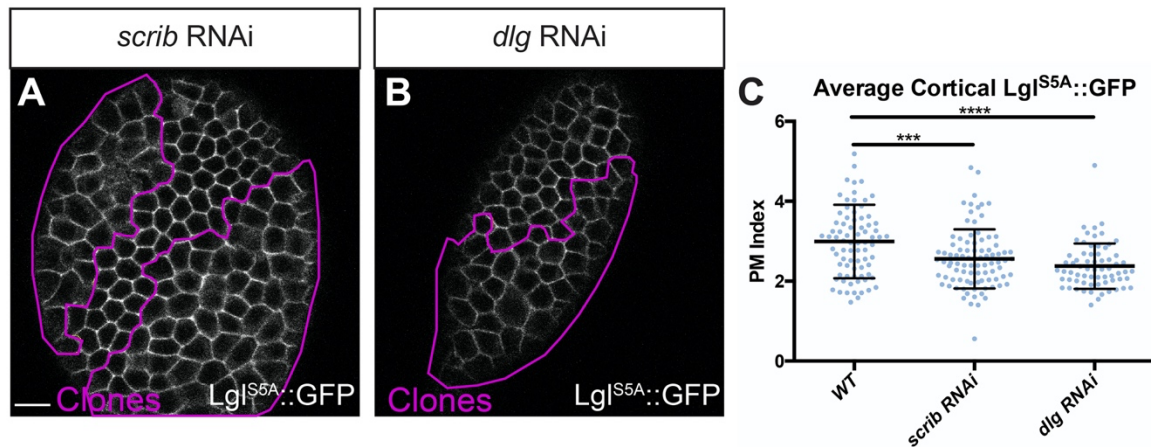 scrib RNAi
dlg RNAi
A
B
Clones
Lgl^S5A::GFP
Clones
Lgl^S5A::GFP
C
Average Cortical Lgl^S5A::GFP
****
***
6
4
2
0
PM Index
WT
scrib RNAi
dlg RNAi